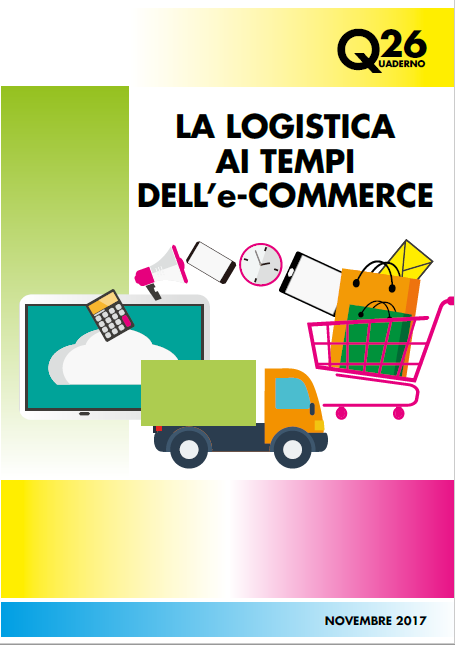 Q26
QUADERNO
LA LOGISTICA
AI TEMPI
DELL'e-COMMERCE
NOVEMBRE 2017